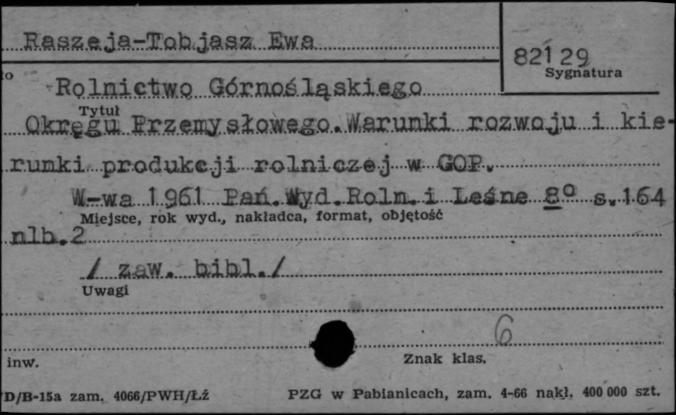 Raszeja-Tobjasz Ewa
82129
Sygnatura
Rolnictwo Górnośląskiego
Tytuł
Okręgu Przemysłowego.Warunki rozwoju i kie-
runki produkcji rolniczej w GOP.
W-wa 1961 Pań.Wyd.Roln.i Leśne 8° s.164
Miejsce, rok wyd., nakładca, format, objętość
nlb.2
/ zaw. bibl./
Uwagi
6
inw.
Znak klas.
D/B-15a zam. 4066/PWH/Łż PZG w Pabianicach, zam. 4-66 nakł. 400 000 szt.